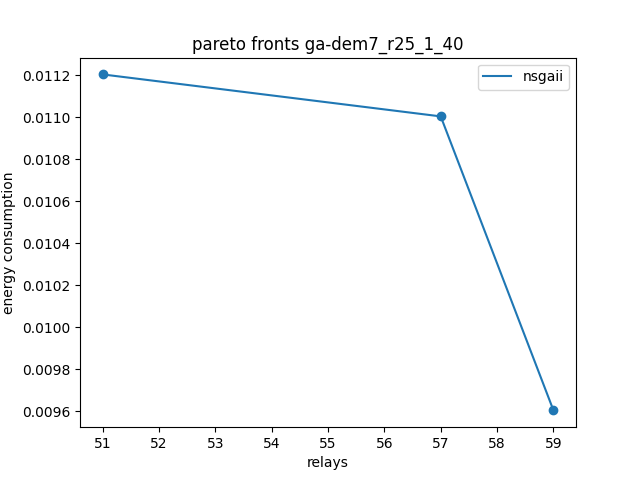 pareto fronts ga-dem7_r25_1_40
nsgaii
energy consumption
0.0112
0.0110
0.0108
0.0106
0.0104
0.0102
0.0100
0.0098
0.0096
51 52 53 54 55 56 57 58 59
relays